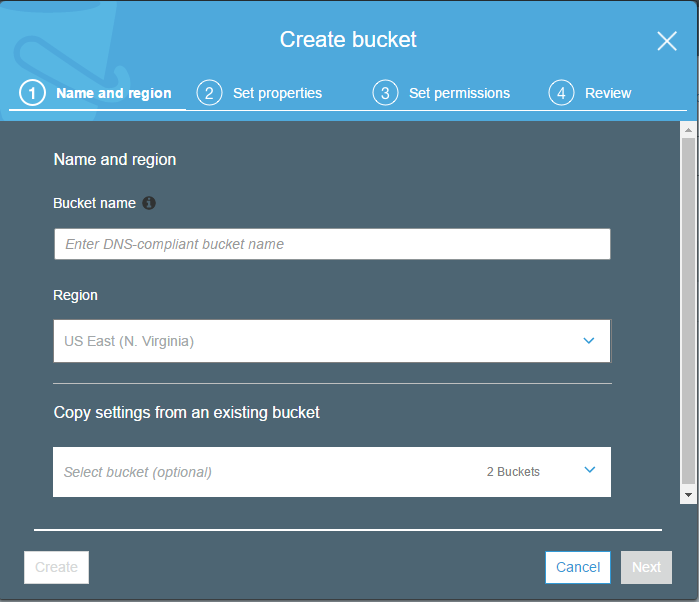 Create bucket
1 Name and region 2 Set properties 3 Set permissions 4 Review
Name and region
Bucket name
Enter DNS-compliant bucket name
Region
US East (N. Virginia)
Copy settings from an existing bucket
Select bucket (optional) 2 Buckets
Create Cancel Next